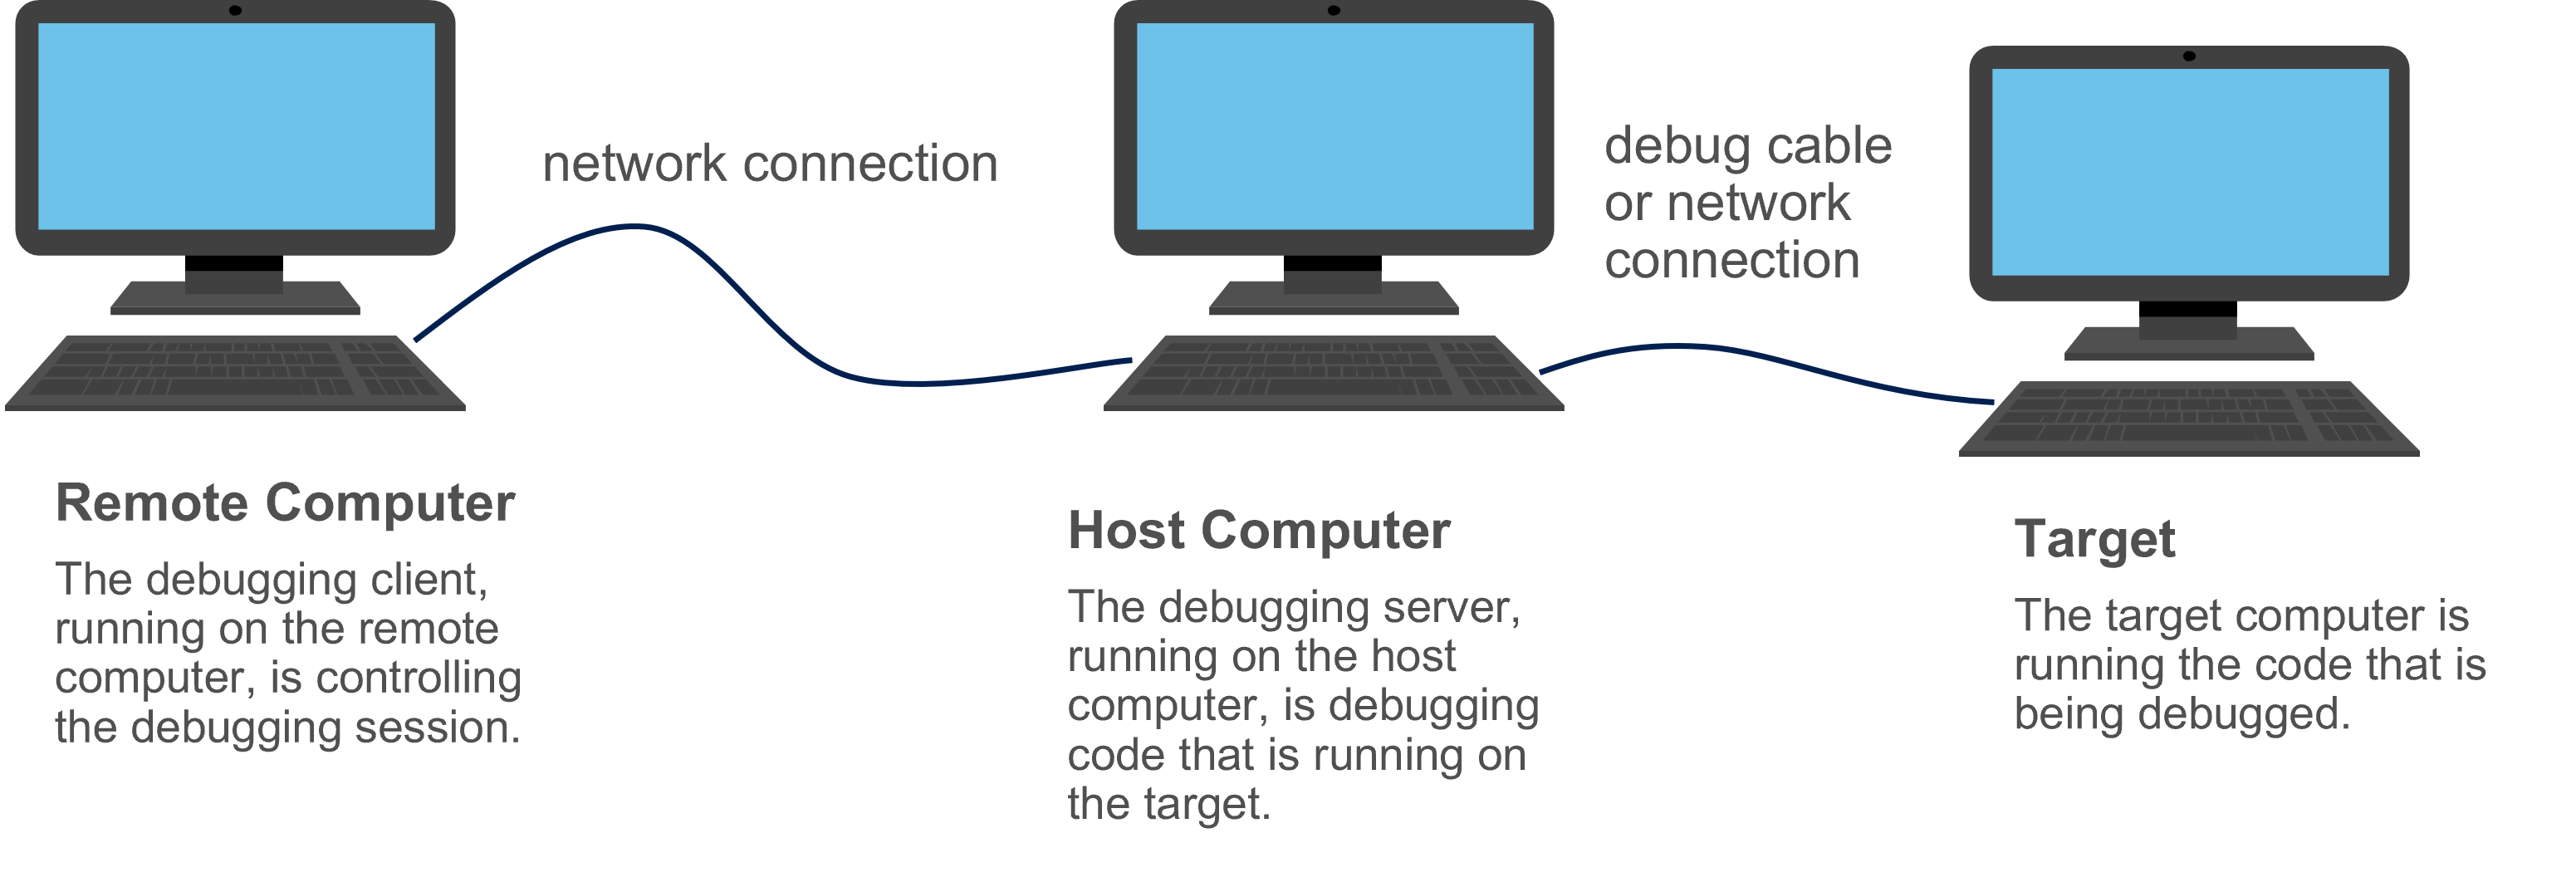 network connection
debug cable
or network
connection
Remote Computer
The debugging client,
running on the remote
computer, is controlling
the debugging session.
Host Computer
The debugging server,
running on the host
computer, is debugging
code that is running on
the target.
Target
The target computer is
running the code that is
being debugged.